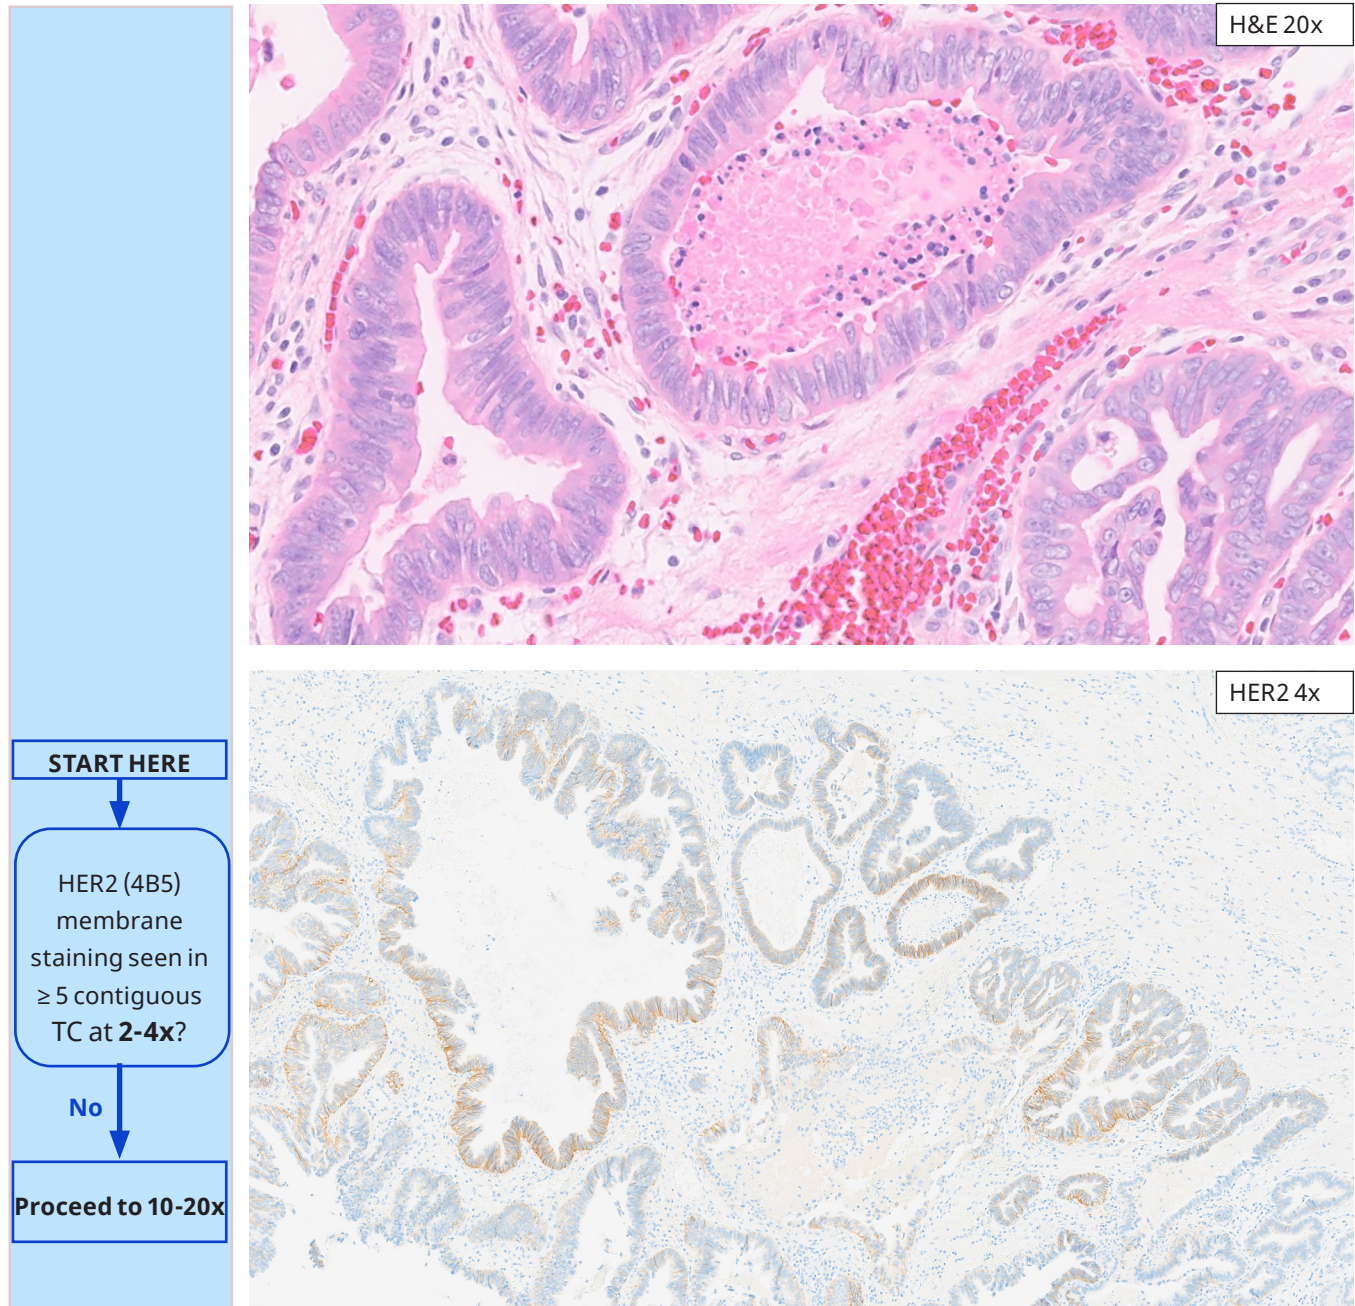 H&E 20x
HER2 4x
START HERE
HER2 (4B5)
membrane
staining seen in
≥ 5 contiguous
TC at 2-4x?
No
Proceed to 10-20x